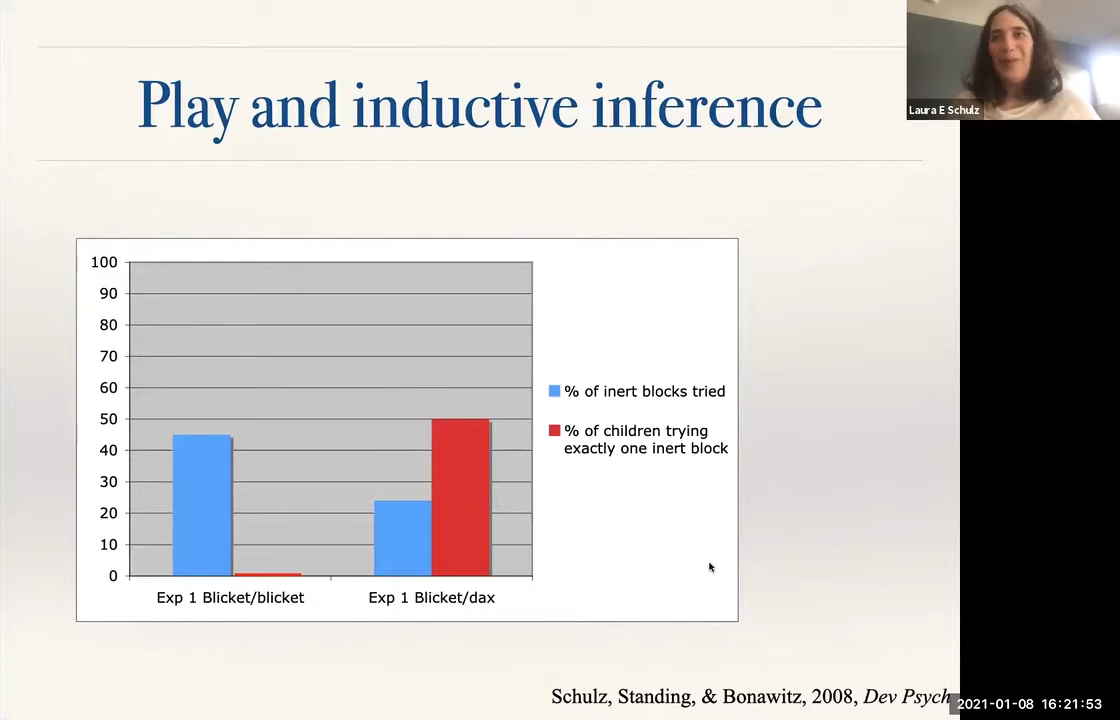 Play and inductive inference
Laura E Schulz
100
90
80
70
60
50
40
30
20
10
0
% of inert blocks tried
% of children trying
exactly one inert block
Exp 1 Blicket/blicket
Exp 1 Blicket/dax
Schulz, Standing, & Bonawitz, 2008, Dev Psych
2021-01-08 16:21:53